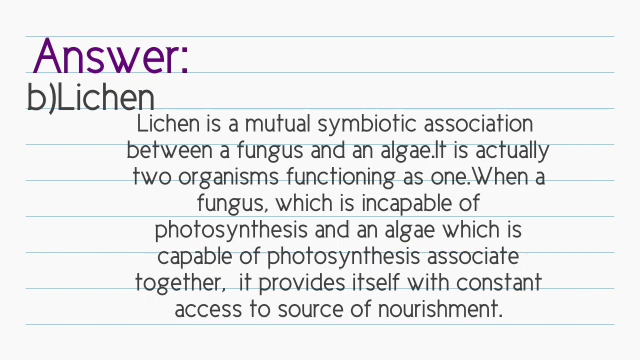 Answer:
b)Lichen
Lichen is a mutual symbiotic association
between a fungus and an algae.It is actually
two organisms functioning as one.When a
fungus, which is incapable of
photosynthesis and an algae which is
capable of photosynthesis associate
together,  it provides itself with constant
access to source of nourishment.